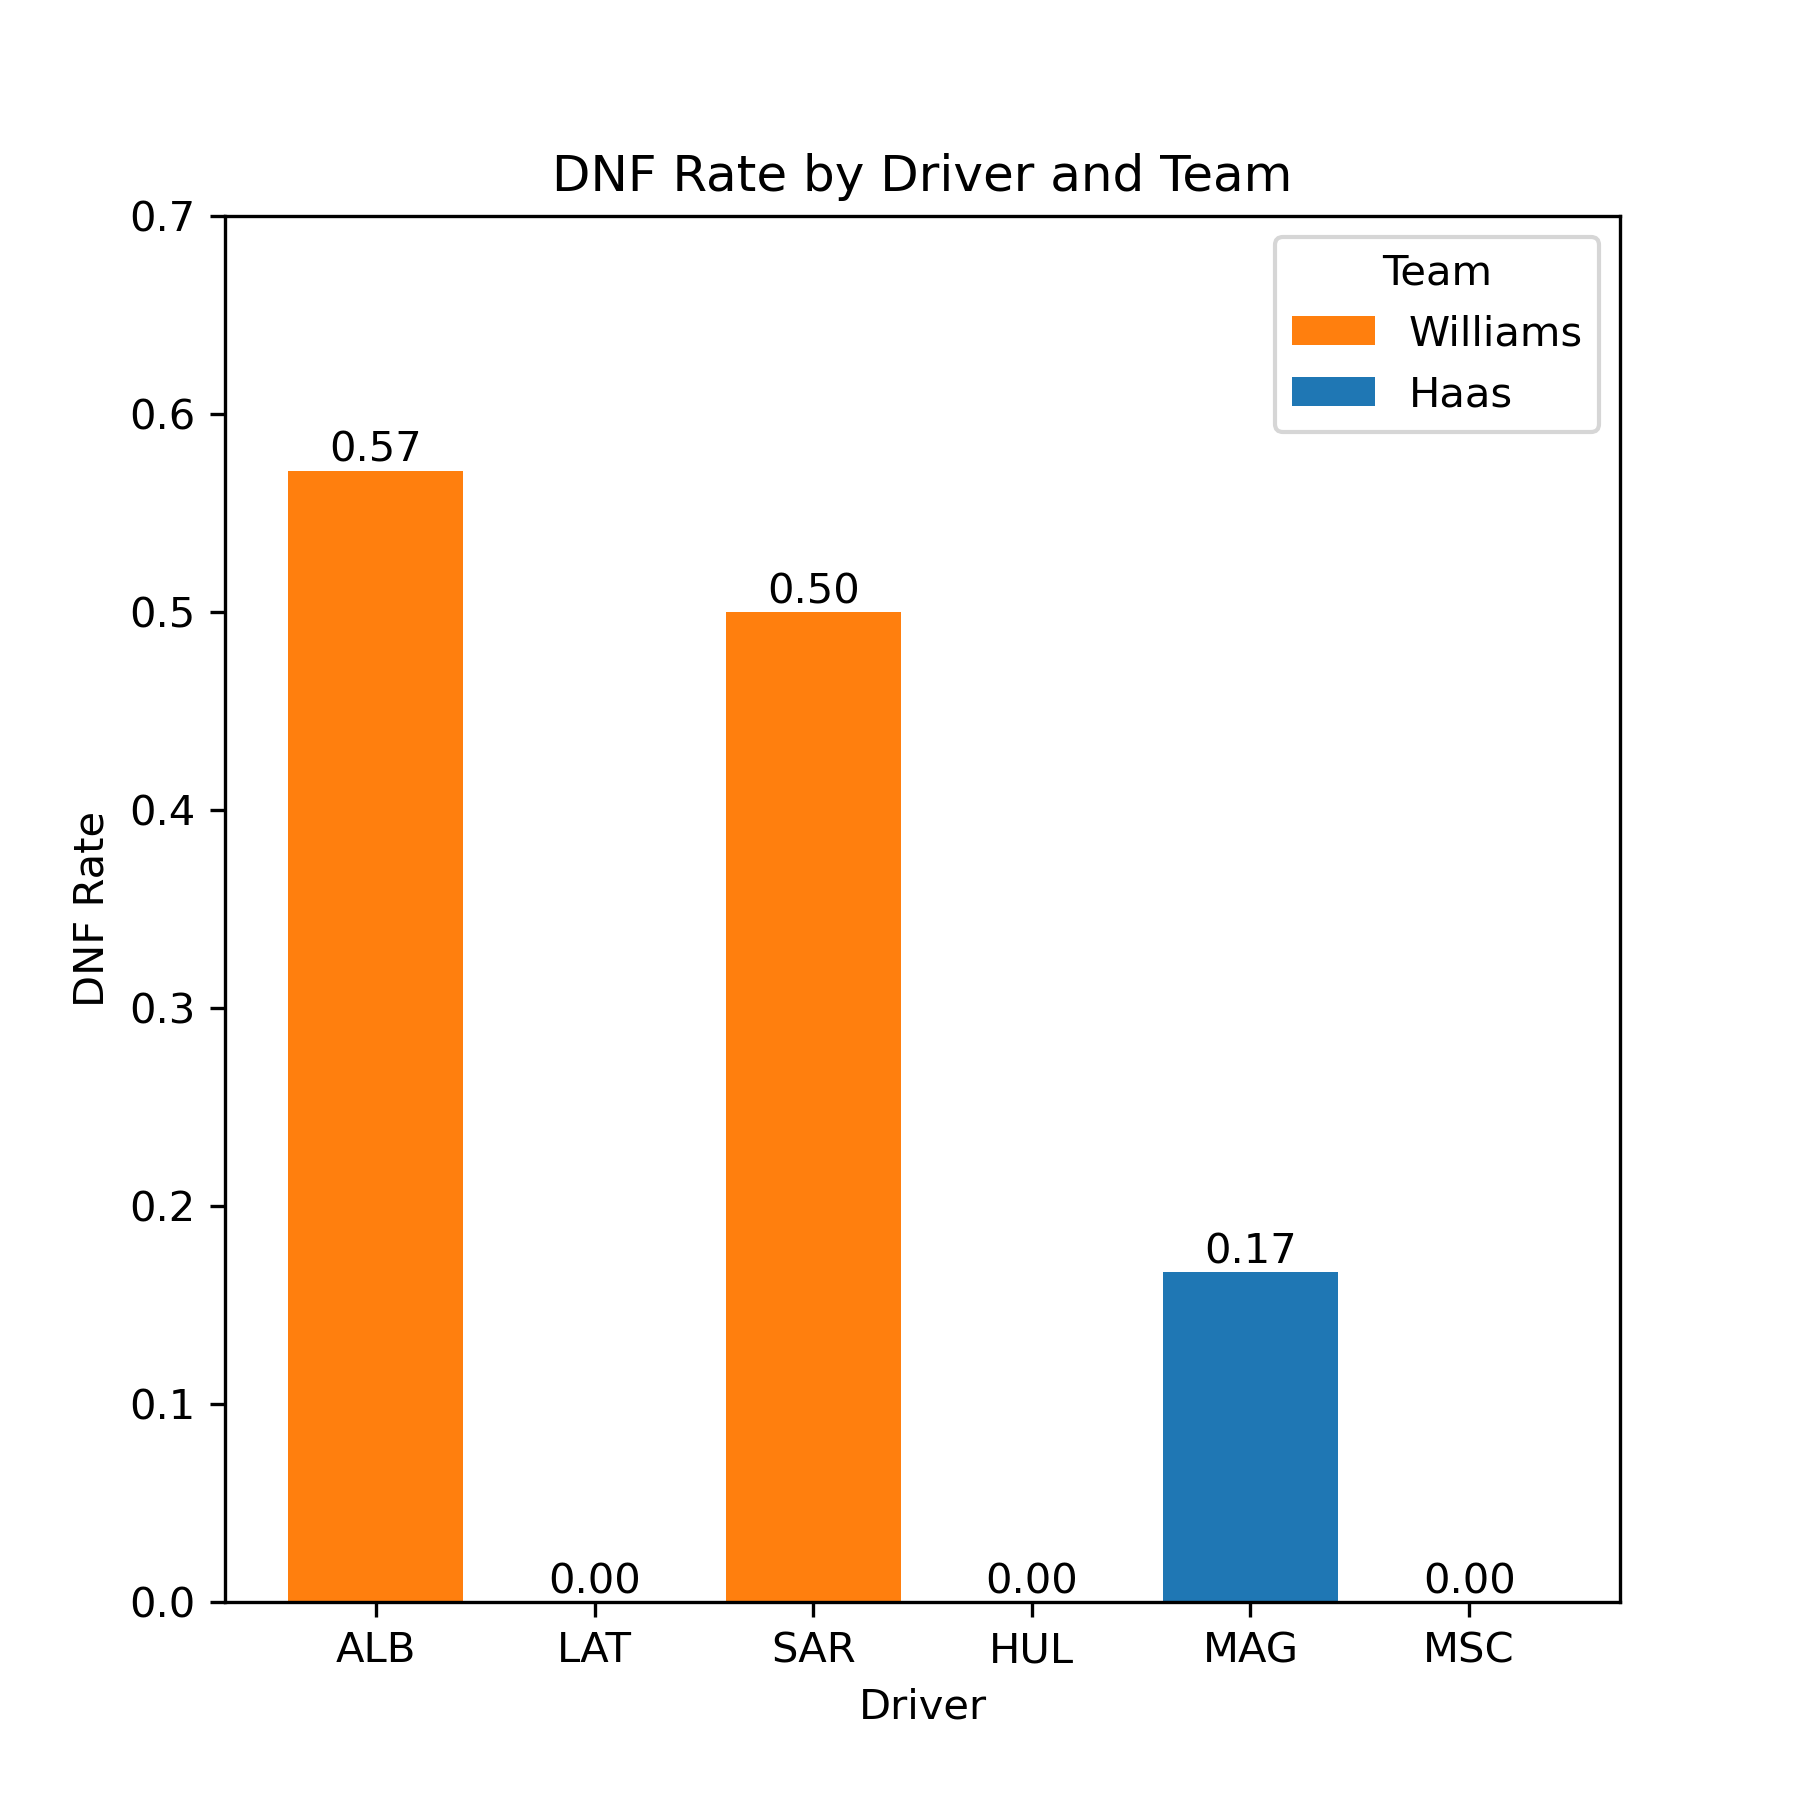 DNF Rate by Driver and Team
Team
Williams
Haas
DNF Rate
0.7
0.6
0.5
0.4
0.3
0.2
0.1
0.0
0.57
0.00
0.50
0.00
0.17
0.00
ALB LAT SAR HUL MAG MSC
Driver